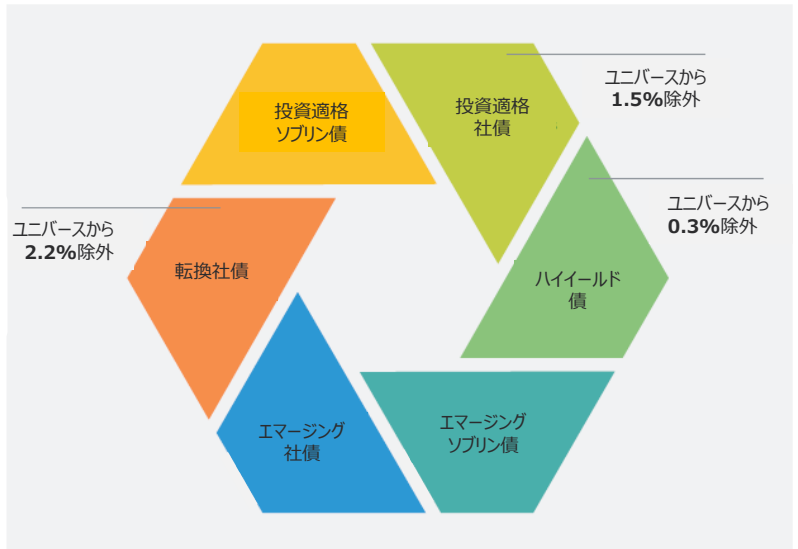 投資適格
ソブリン債
投資適格
社債
ユニバースから
1.5%除外
ユニバースから
0.3%除外
ハイイールド
債
エマージング
ソブリン債
エマージング
社債
転換社債
ユニバースから
2.2%除外